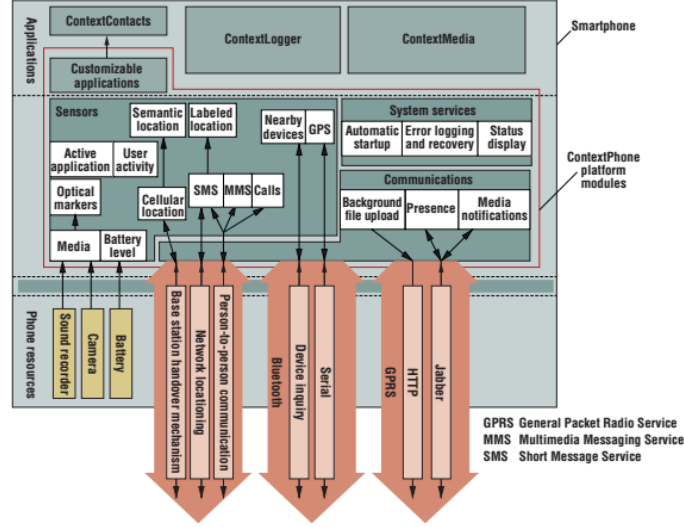 Applications
ContextContacts
Customizable
applications
ContextLogger
ContextMedia
Smartphone
Sensors
Semantic
location
Labeled
location
Nearby
devices
GPS
Active
application
User
activity
Optical
markers
Cellular
location
SMS
MMS
Calls
Media
Battery
level
System services
Automatic
startup
Error logging
and recovery
Status
display
Communications
Background
file upload
Presence
Media
notifications
ContextPhone
platform
modules
Phone resources
Sound recorder
Camera
Battery
Base station handover mechanism
Network locationing
Person-to-person communication
Bluetooth
Device inquiry
Serial
GPRS
HTTP
Jabber
GPRS General Packet Radio Service
MMS Multimedia Messaging Service
SMS Short Message Service